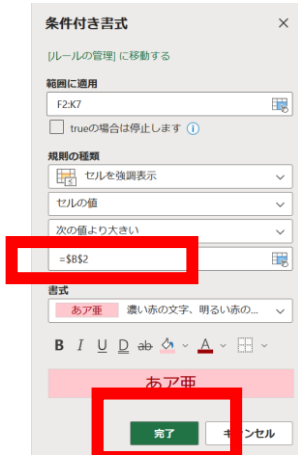 条件付き書式
[ルールの管理] に移動する
範囲に適用
F2:K7
trueの場合は停止します
規則の種類
セルを強調表示
セルの値
次の値より大きい
=$B$2
書式
あア亜 濃い赤の文字、明るい赤の...
B I U D ab A
あア亜
完了 キャンセル